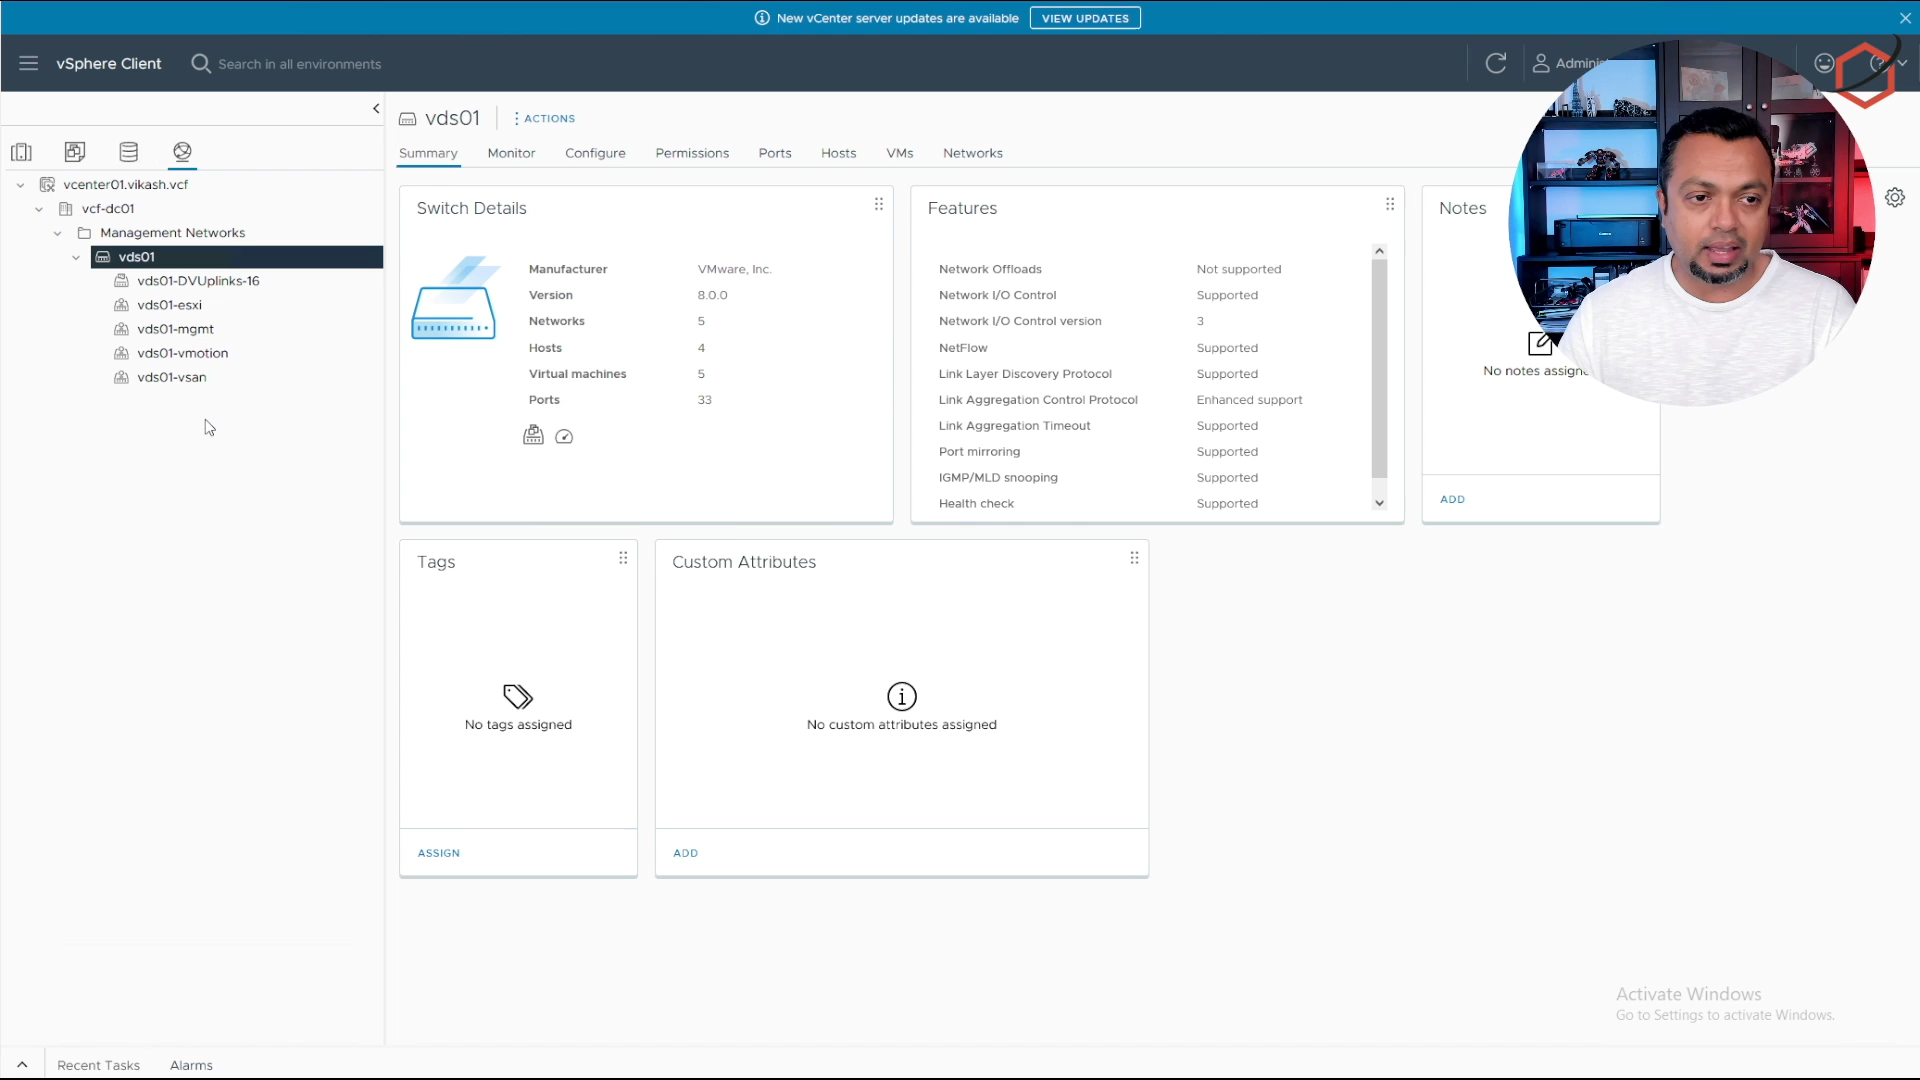 New vCenter server updates are available VIEW UPDATES
vSphere Client Search in all environments
vds01 ACTIONS
Summary Monitor Configure Permissions Ports Hosts VMs Networks
vcenter01.vikash.vcf
vcf-dc01
Management Networks
vds01
vds01-DVUplinks-16
vds01-esxi
vds01-mgmt
vds01-vmotion
vds01-vsan
Switch Details
Manufacturer VMware, Inc.
Version 8.0.0
Networks 5
Hosts 4
Virtual machines 5
Ports 33
Features
Network Offloads Not supported
Network I/O Control Supported
Network I/O Control version 3
NetFlow Supported
Link Layer Discovery Protocol Supported
Link Aggregation Control Protocol Enhanced support
Link Aggregation Timeout Supported
Port mirroring Supported
IGMP/MLD snooping Supported
Health check Supported
Notes
No notes
ADD
Tags
No tags assigned
ASSIGN
Custom Attributes
No custom attributes assigned
ADD
Activate Windows
Go to Settings to activate Windows.
Recent Tasks Alarms